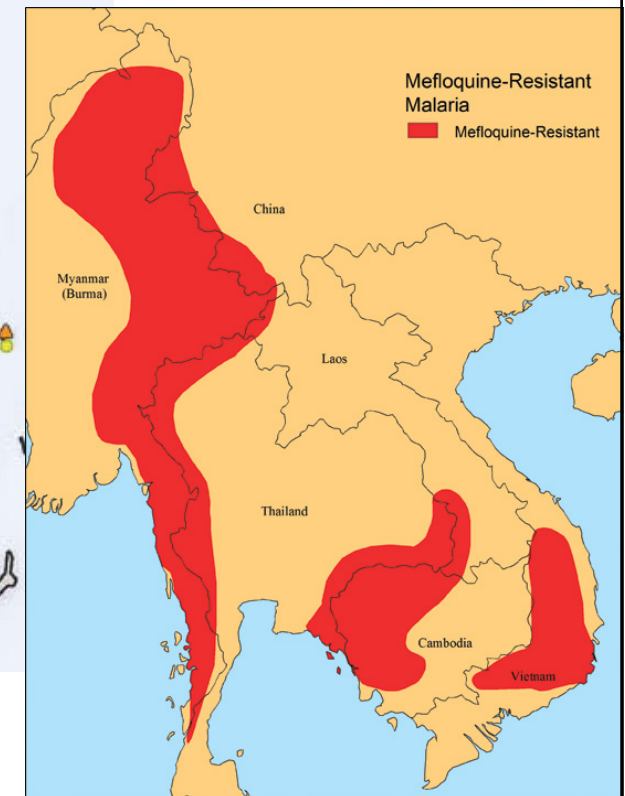 Mefloquine-Resistant
Malaria
Mefloquine-Resistant
China
Myanmar
(Burma)
Laos
Thailand
Cambodia
Vietnam